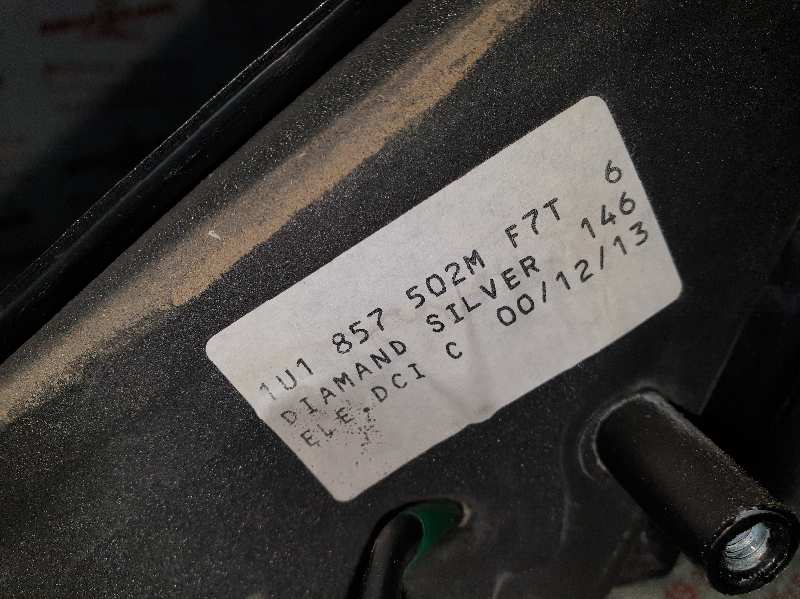 1U1 857 502M F7T 6
DIAMAND SILVER 146
ELE.DCI C 00/12/13